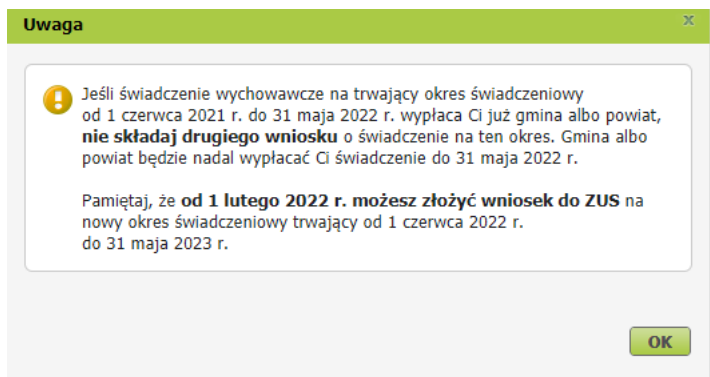 Uwaga
x
Jeśli świadczenie wychowawcze na trwający okres świadczeniowy
od 1 czerwca 2021 r. do 31 maja 2022 r. wypłaca Ci już gmina albo powiat,
nie składaj drugiego wniosku o świadczenie na ten okres. Gmina albo
powiat będzie nadal wypłacać Ci świadczenie do 31 maja 2022 r.
Pamiętaj, że od 1 lutego 2022 r. możesz złożyć wniosek do ZUS na
nowy okres świadczeniowy trwający od 1 czerwca 2022 r.
do 31 maja 2023 r.
OK